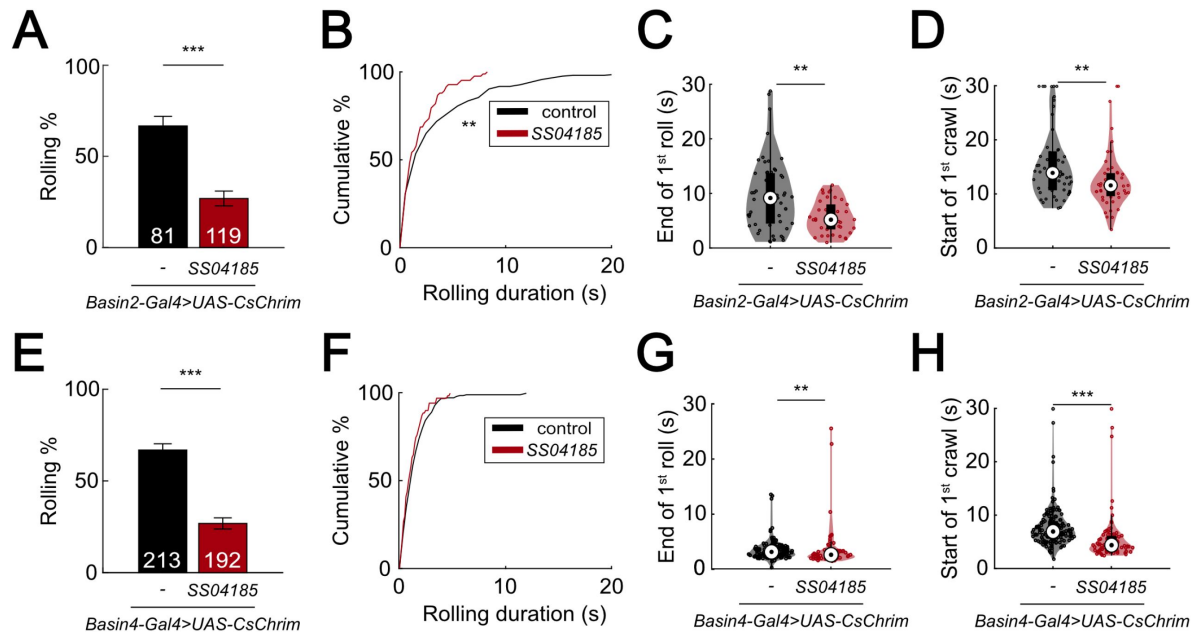 A
***
100
50
0
Rolling %
81
119
- SS04185
Basin2-Gal4>UAS-CsChrim
B
100
50
0
Cumulative %
**
control
SS04185
0 10 20
Rolling duration (s)
C
**
30
20
10
0
End of 1st roll (s)
- SS04185
Basin2-Gal4>UAS-CsChrim
D
**
30
20
10
0
Start of 1st crawl (s)
- SS04185
Basin2-Gal4>UAS-CsChrim
E
***
100
50
0
Rolling %
213
192
- SS04185
Basin4-Gal4>UAS-CsChrim
F
100
50
0
Cumulative %
control
SS04185
0 10 20
Rolling duration (s)
G
**
30
20
10
0
End of 1st roll (s)
- SS04185
Basin4-Gal4>UAS-CsChrim
H
***
30
20
10
0
Start of 1st crawl (s)
- SS04185
Basin4-Gal4>UAS-CsChrim